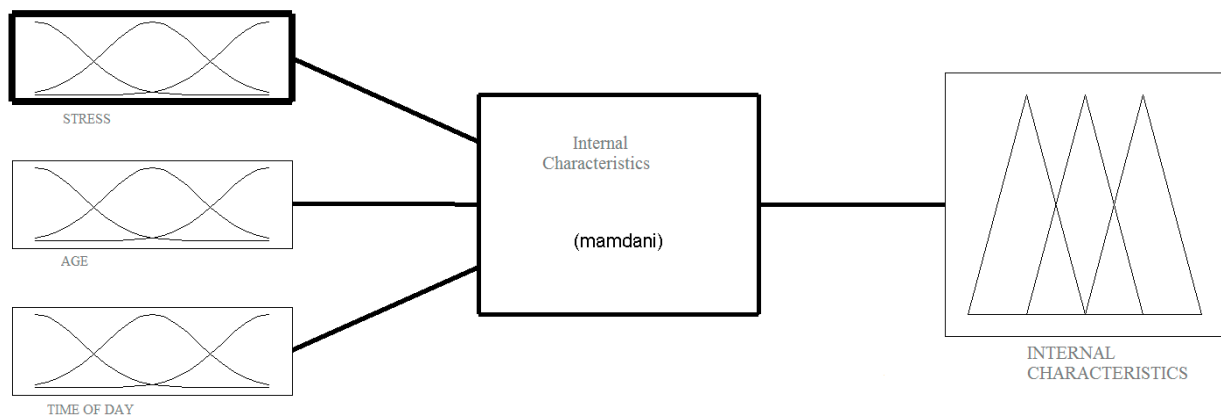 STRESS
AGE
TIME OF DAY
Internal
Characteristics
(mamdani)
INTERNAL
CHARACTERISTICS